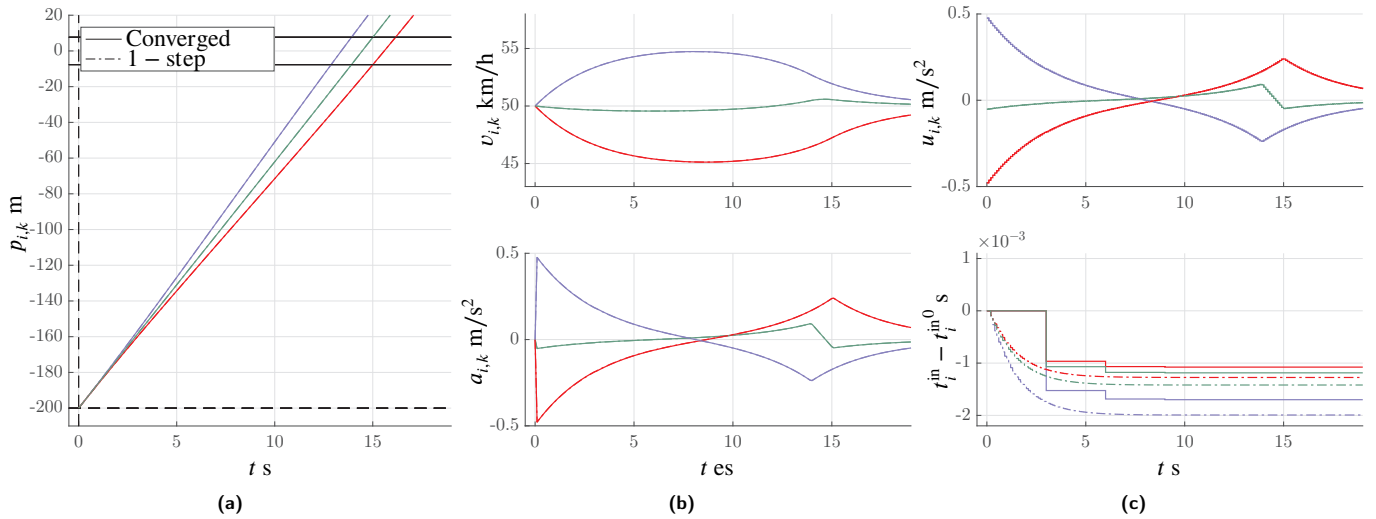 20
0
-20
-40
-60
-80
-100
-120
-140
-160
-180
-200
p_{i,k} m
Converged
1 − step
0 5 10 15
t s
(a)
55
50
45
v_{i,k} km/h
0 5 10 15
0.5
0
-0.5
a_{i,k} m/s²
0 5 10 15
t es
(b)
0.5
0
-0.5
u_{i,k} m/s²
0 5 10 15
×10⁻³
1
0
-1
-2
t_i^{in} − t_i^{in 0} s
0 5 10 15
t s
(c)